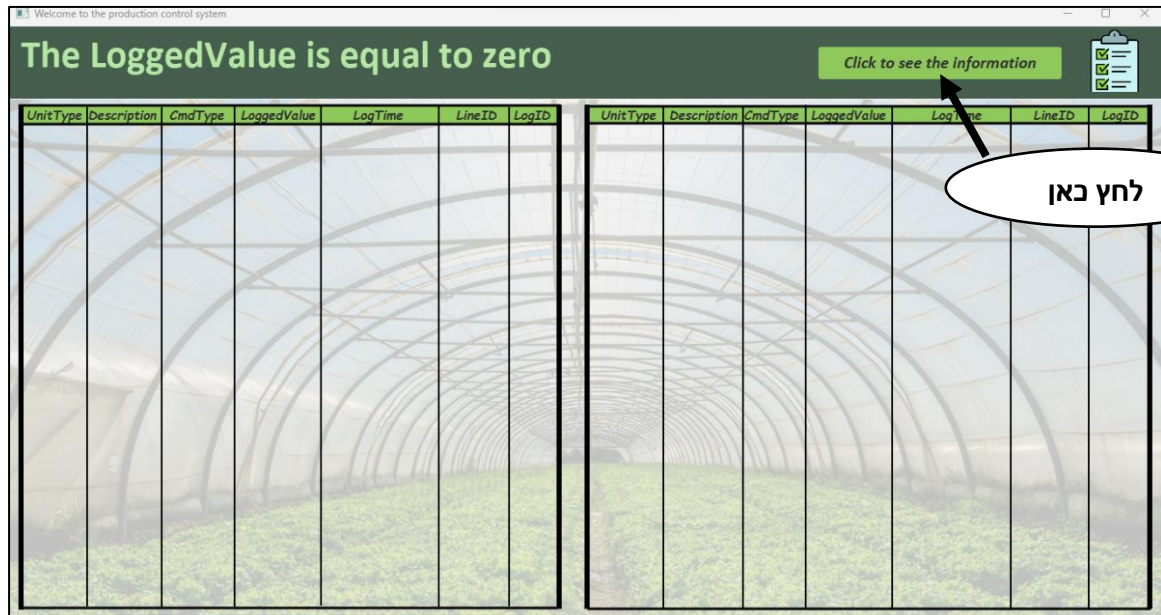 Welcome to the production control system
The LoggedValue is equal to zero
Click to see the information
UnitType Description CmdType LoggedValue LogTime LineID LogID
UnitType Description CmdType LoggedValue LogTime LineID LogID
לחץ כאן